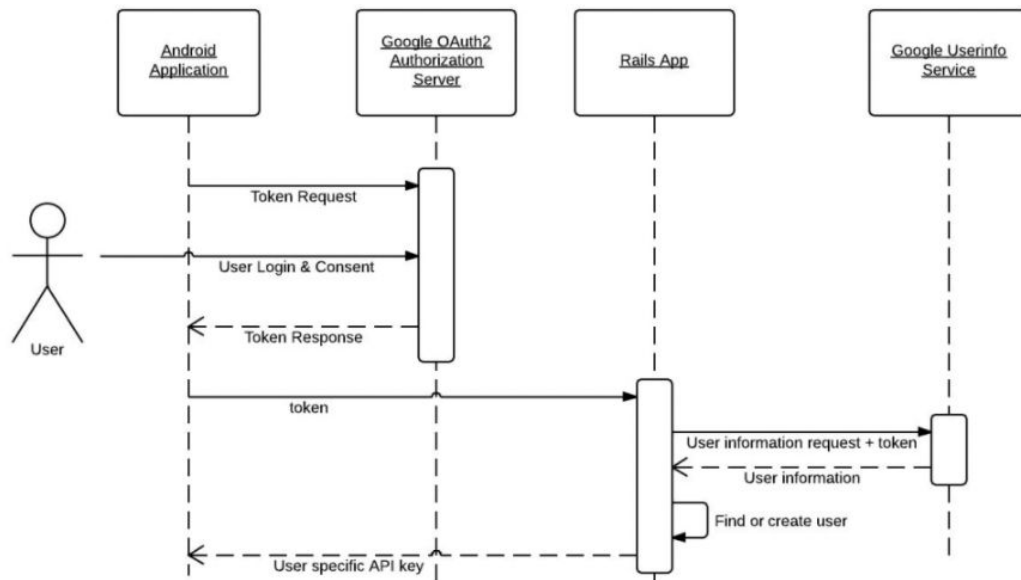 Android
Application
Google OAuth2
Authorization
Server
Rails App
Google Userinfo
Service
Token Request
User Login & Consent
Token Response
User
token
User information request + token
User information
Find or create user
User specific API key